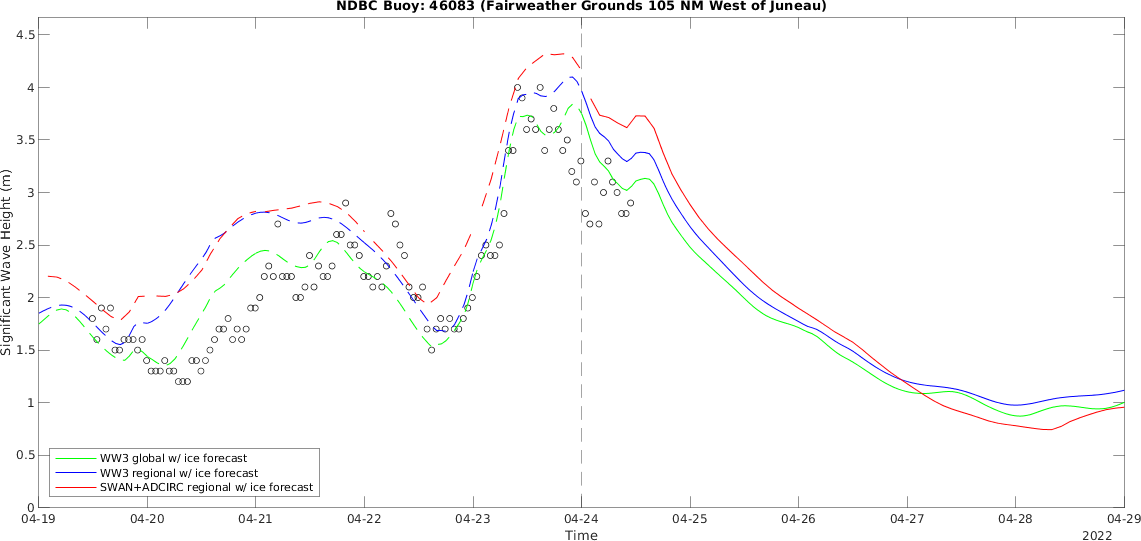 NDBC Buoy: 46083 (Fairweather Grounds 105 NM West of Juneau)
4.5
4
3.5
3
2.5
2
1.5
1
0.5
0
Significant Wave Height (m)
WW3 global w/ ice forecast
WW3 regional w/ ice forecast
SWAN+ADCIRC regional w/ ice forecast
04-19 04-20 04-21 04-22 04-23 04-24 04-25 04-26 04-27 04-28 04-29
Time
2022